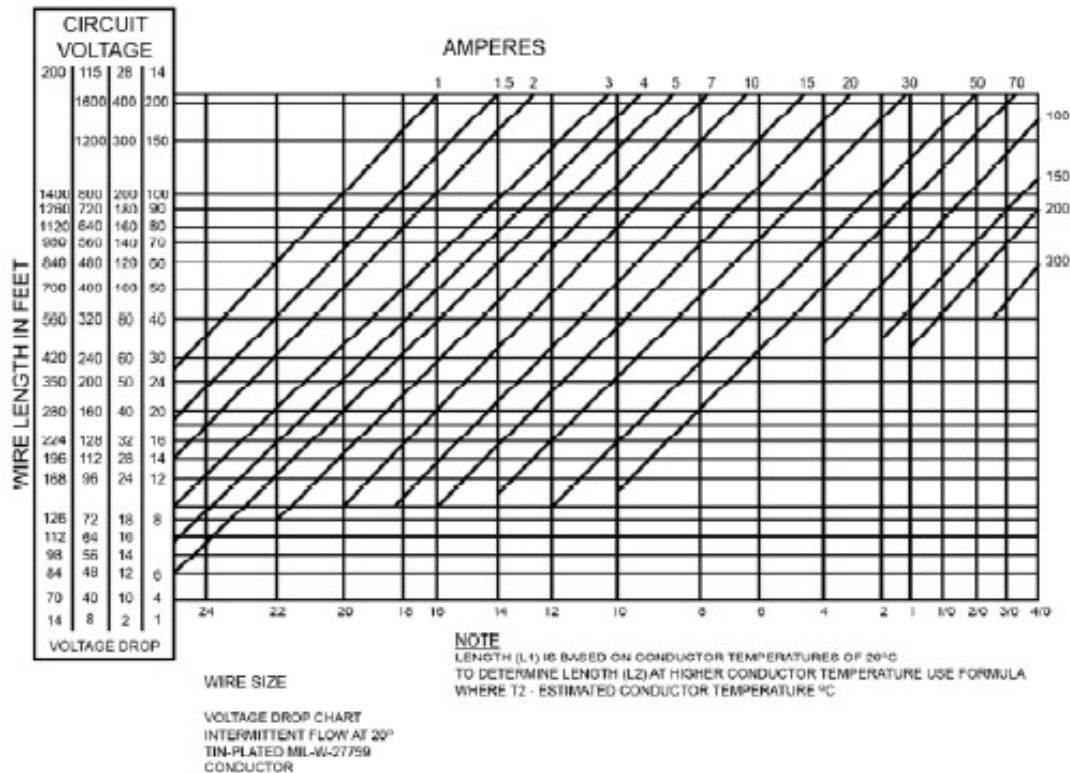 CIRCUIT
VOLTAGE
200 115 28 14
AMPERES
1 1.5 2 3 4 5 7 10 15 20 30 50 70
1600 400 200
100
1200 300 150
150
1400 800 200 100
200
1260 720 180 90
1120 640 160 80
560 140 70
840 480 120 60
700 400 100 50
560 320 80 40
420 240 60 30
350 200 50 24
280 160 40 20
224 128 32 16
196 112 28 14
168 96 24 12
126 72 18 8
112 64 16
98 56 14
84 48 12 6
70 40 10 4
14 8 2 1
VOLTAGE DROP
WIRE LENGTH IN FEET
24 22 20 18 16 14 12 10 8 6 4 2 1 1/0 2/0 3/0 4/0
NOTE
LENGTH (L1) IS BASED ON CONDUCTOR TEMPERATURES OF 20°C
TO DETERMINE LENGTH (L2) AT HIGHER CONDUCTOR TEMPERATURE USE FORMULA
WHERE T2 - ESTIMATED CONDUCTOR TEMPERATURE °C
WIRE SIZE
VOLTAGE DROP CHART
INTERMITTENT FLOW AT 20°
TIN-PLATED MIL-W-27759
CONDUCTOR